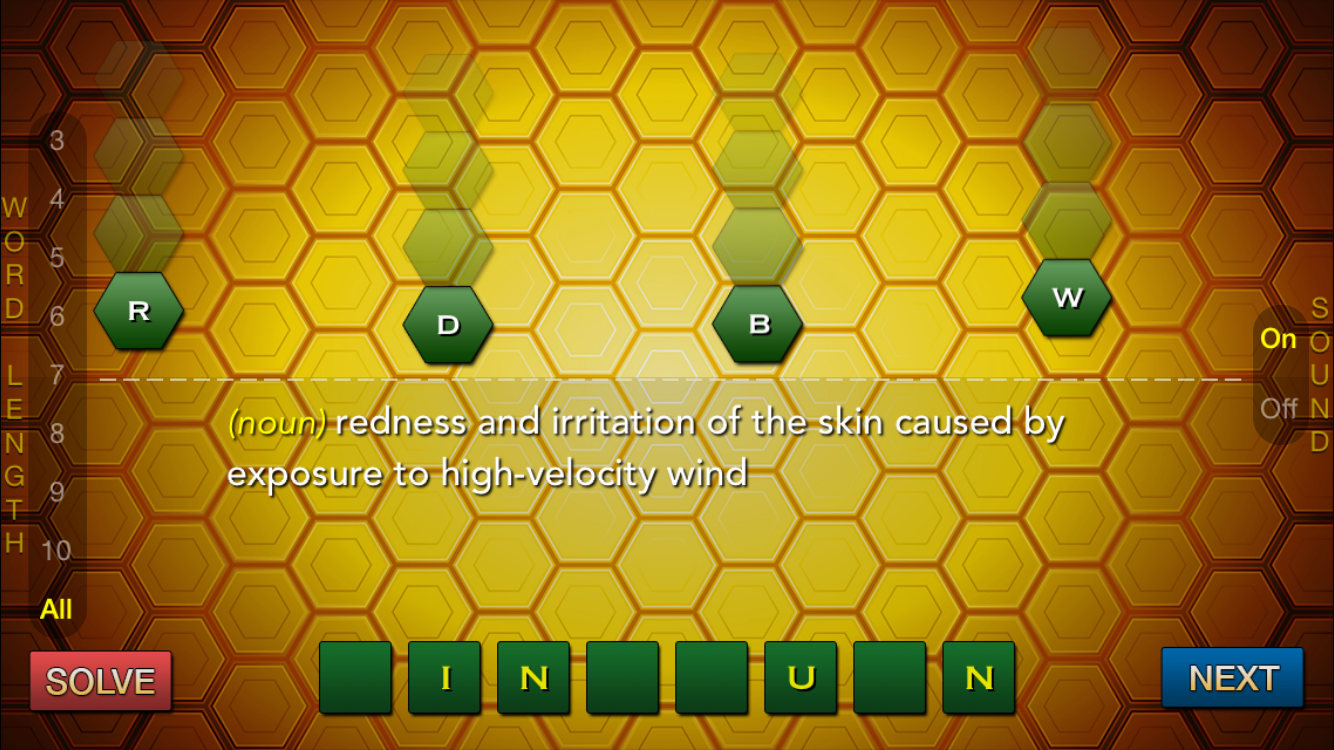 WORD LENGTH
3
4
5
6
7
8
9
10
All
R
D
B
W
SOUND
On
Off
(noun) redness and irritation of the skin caused by
exposure to high-velocity wind
SOLVE
I N U N
NEXT